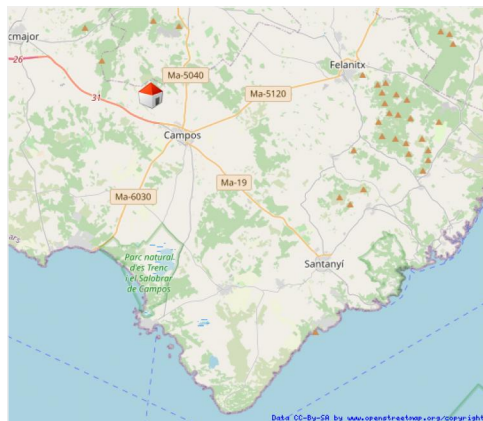 cmajor
26
31
Ma-5040
Felanitx
Ma-5120
Campos
Ma-6030
Ma-19
Parc natural
d'es Trenc
i el Salobrar
de Campos
Santanyí
Data CC-By-SA by www.openstreetmap.org/copyright